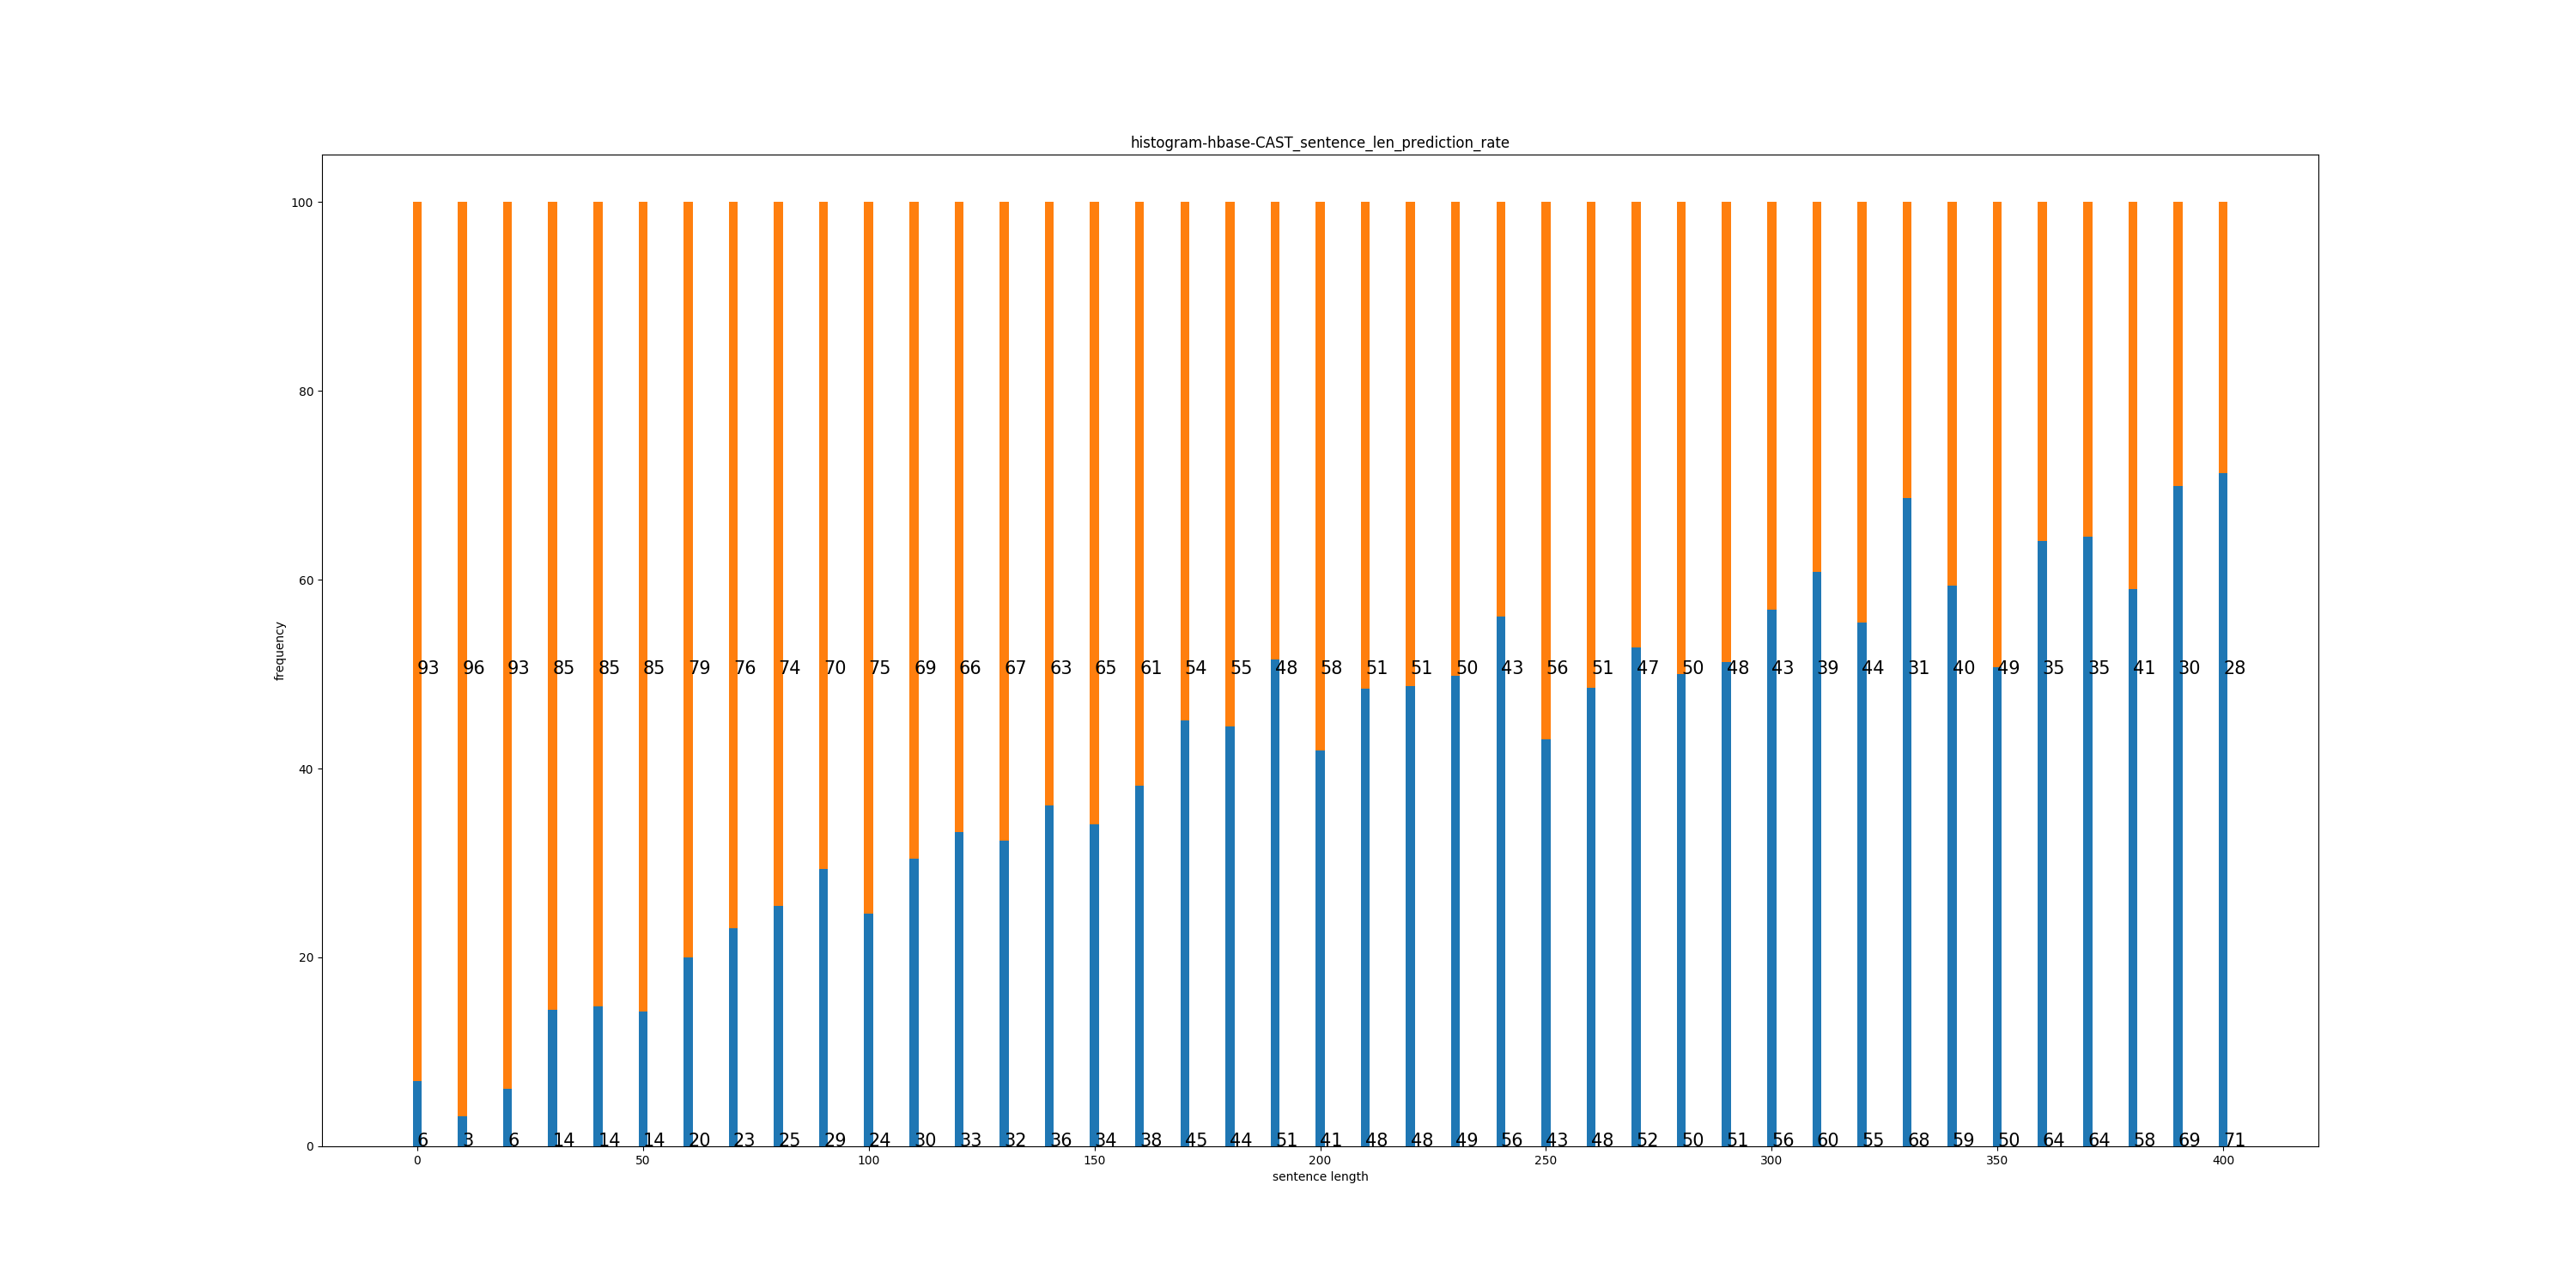 histogram-hbase-CAST_sentence_len_prediction_rate
100
80
60
40
20
0
frequency
93 96 93 85 85 85 79 76 74 70 75 69 66 67 63 65 61 54 55 48 58 51 51 50 43 56 51 47 50 48 43 39 44 31 40 49 35 35 41 30 28
6 3 6 14 14 14 20 23 25 29 24 30 33 32 36 34 38 45 44 51 41 48 48 49 56 43 48 52 50 51 56 60 55 68 59 50 64 64 58 69 71
0 50 100 150 200 250 300 350 400
sentence length